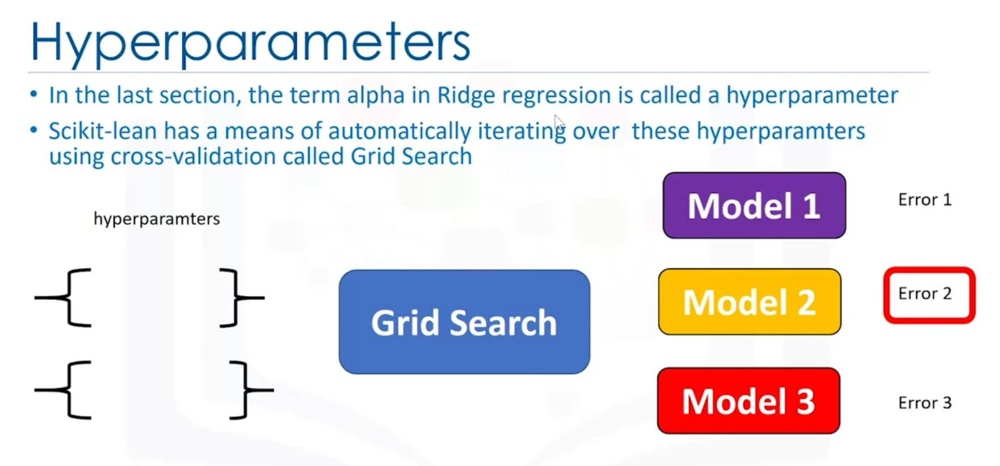 Hyperparameters
• In the last section, the term alpha in Ridge regression is called a hyperparameter
• Scikit-lean has a means of automatically iterating over these hyperparamters
using cross-validation called Grid Search
hyperparamters
Grid Search
Model 1
Error 1
Model 2
Error 2
Model 3
Error 3